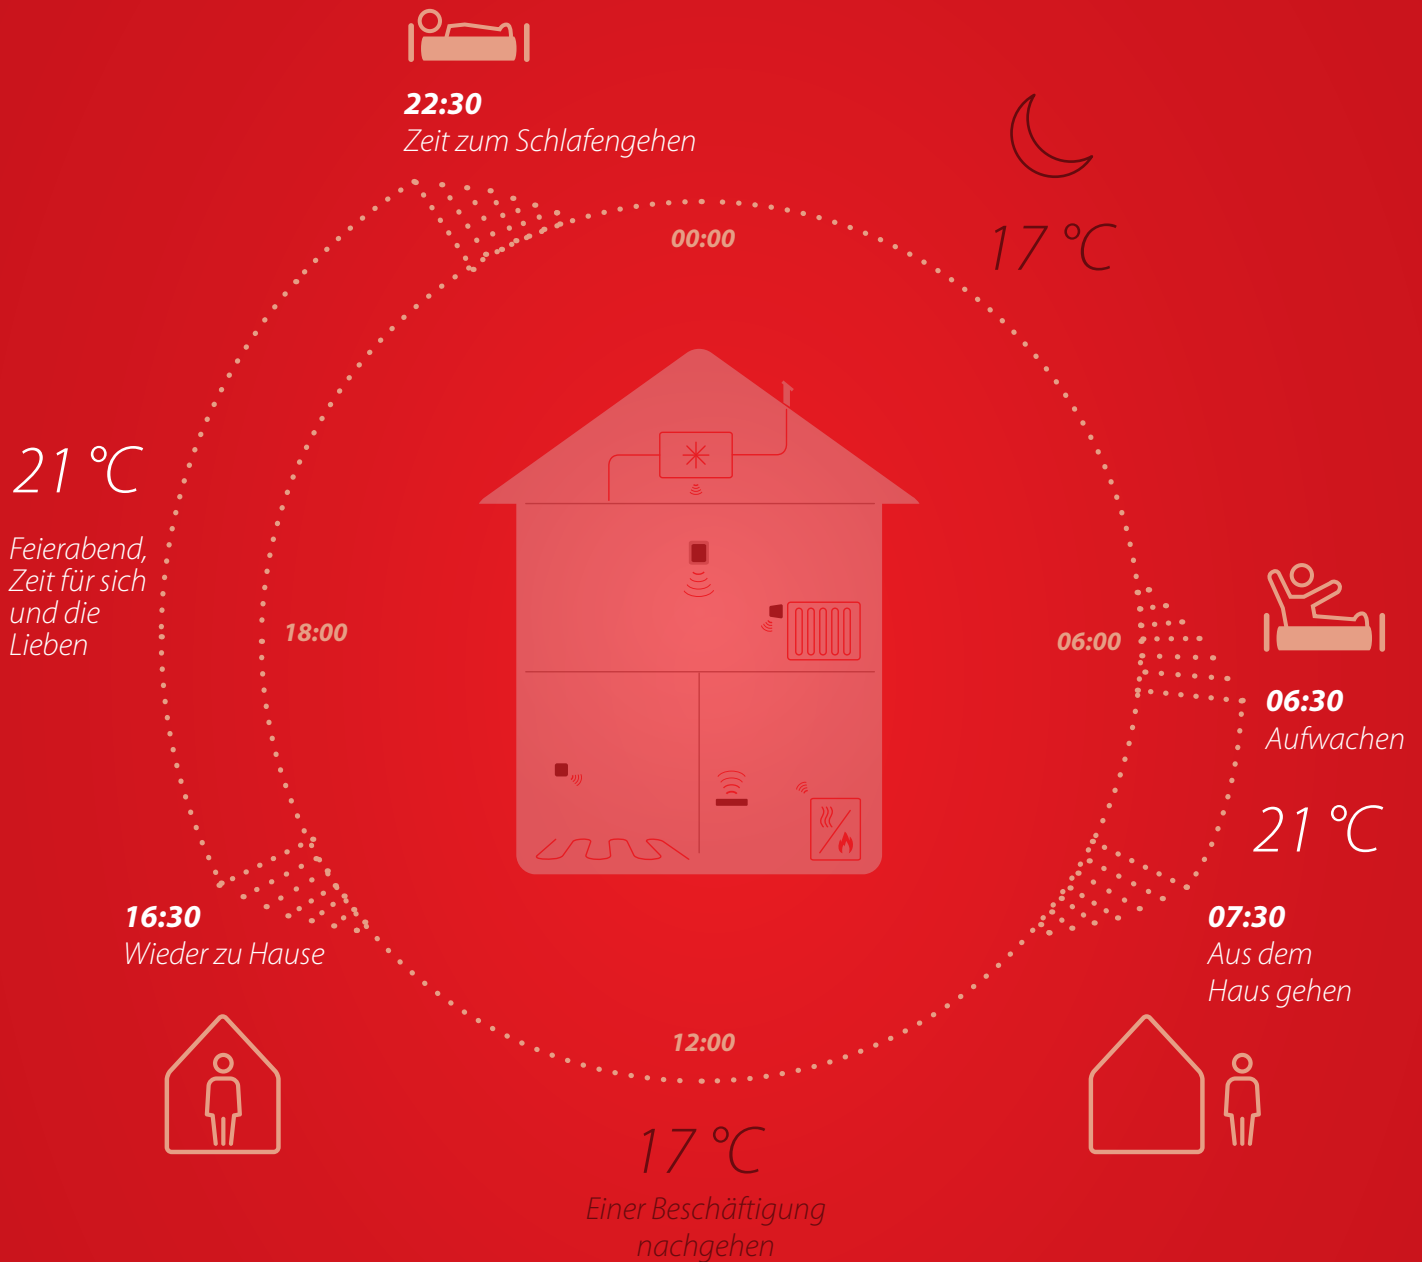 22:30
Zeit zum Schlafengehen
00:00
17 °C
21 °C
Feierabend,
Zeit für sich
und die
Lieben
18:00
06:00
06:30
Aufwachen
21 °C
16:30
Wieder zu Hause
07:30
Aus dem
Haus gehen
12:00
17 °C
Einer Beschäftigung
nachgehen